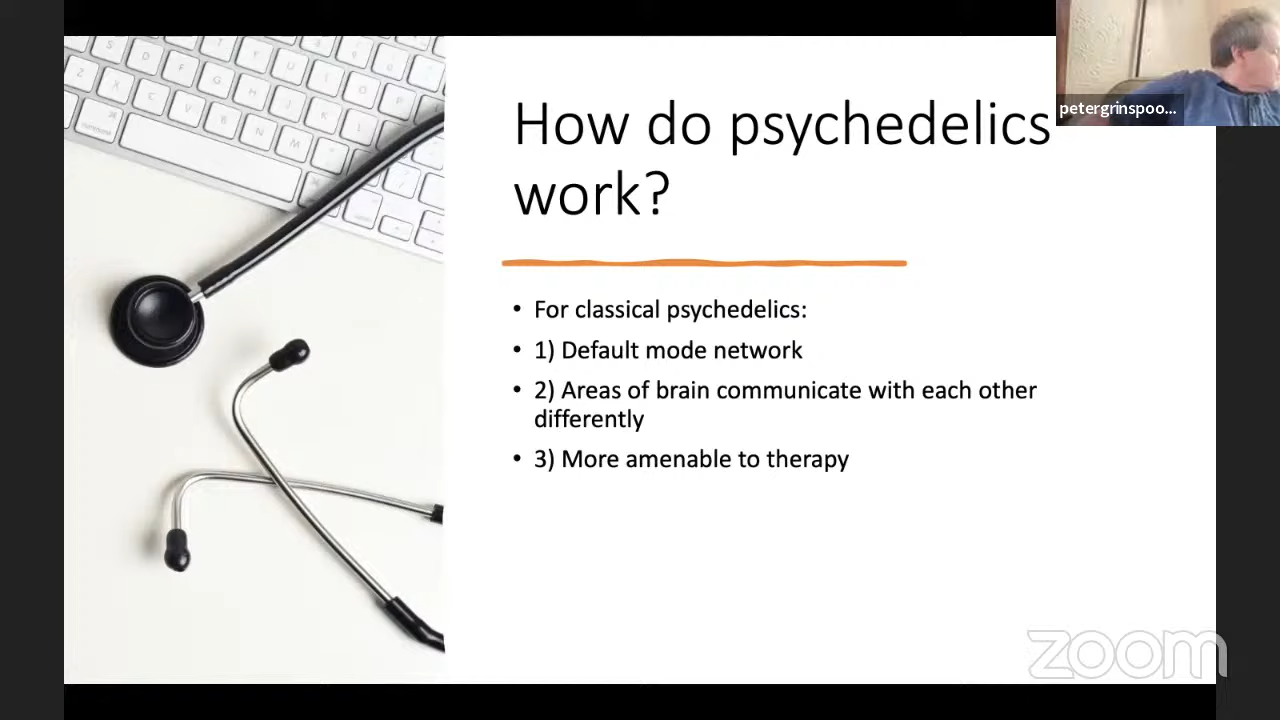 petergrinspoo...
How do psychedelics
work?
• For classical psychedelics:
• 1) Default mode network
• 2) Areas of brain communicate with each other
differently
• 3) More amenable to therapy
zoom